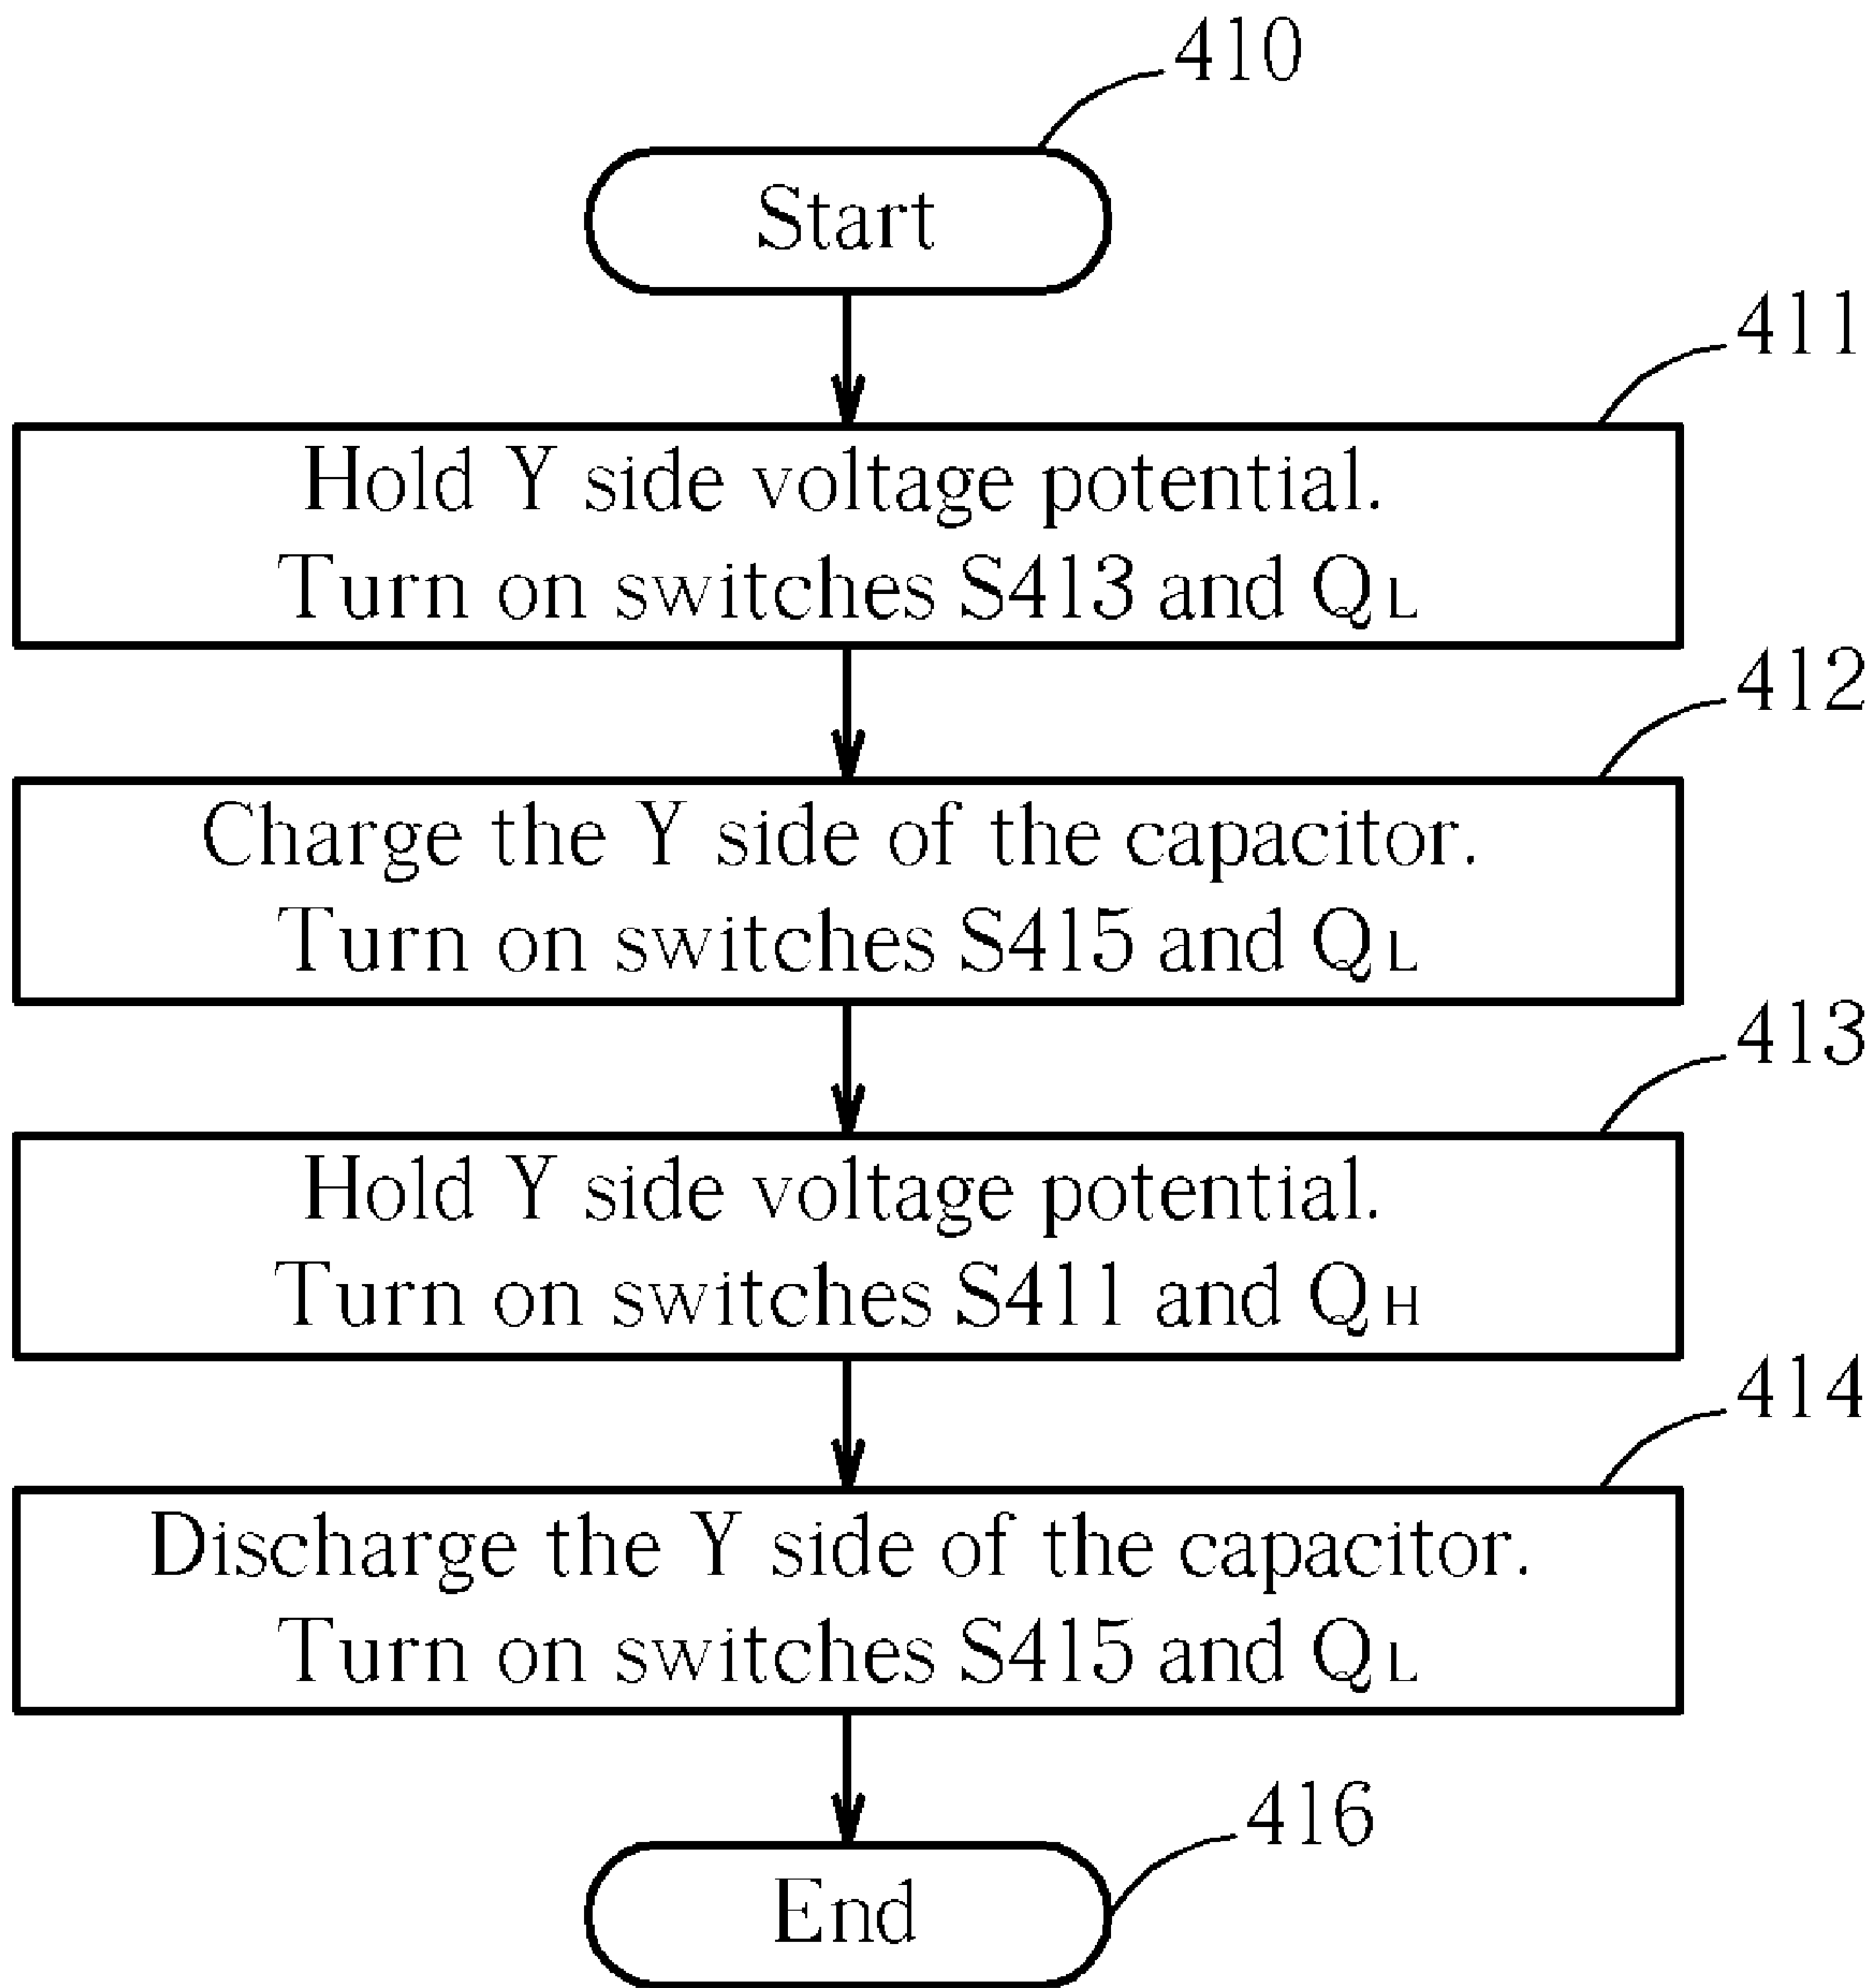 410
Start
411
Hold Y side voltage potential.
Turn on switches S413 and QL
412
Charge the Y side of the capacitor.
Turn on switches S415 and QL
413
Hold Y side voltage potential.
Turn on switches S411 and QH
414
Discharge the Y side of the capacitor.
Turn on switches S415 and QL
416
End